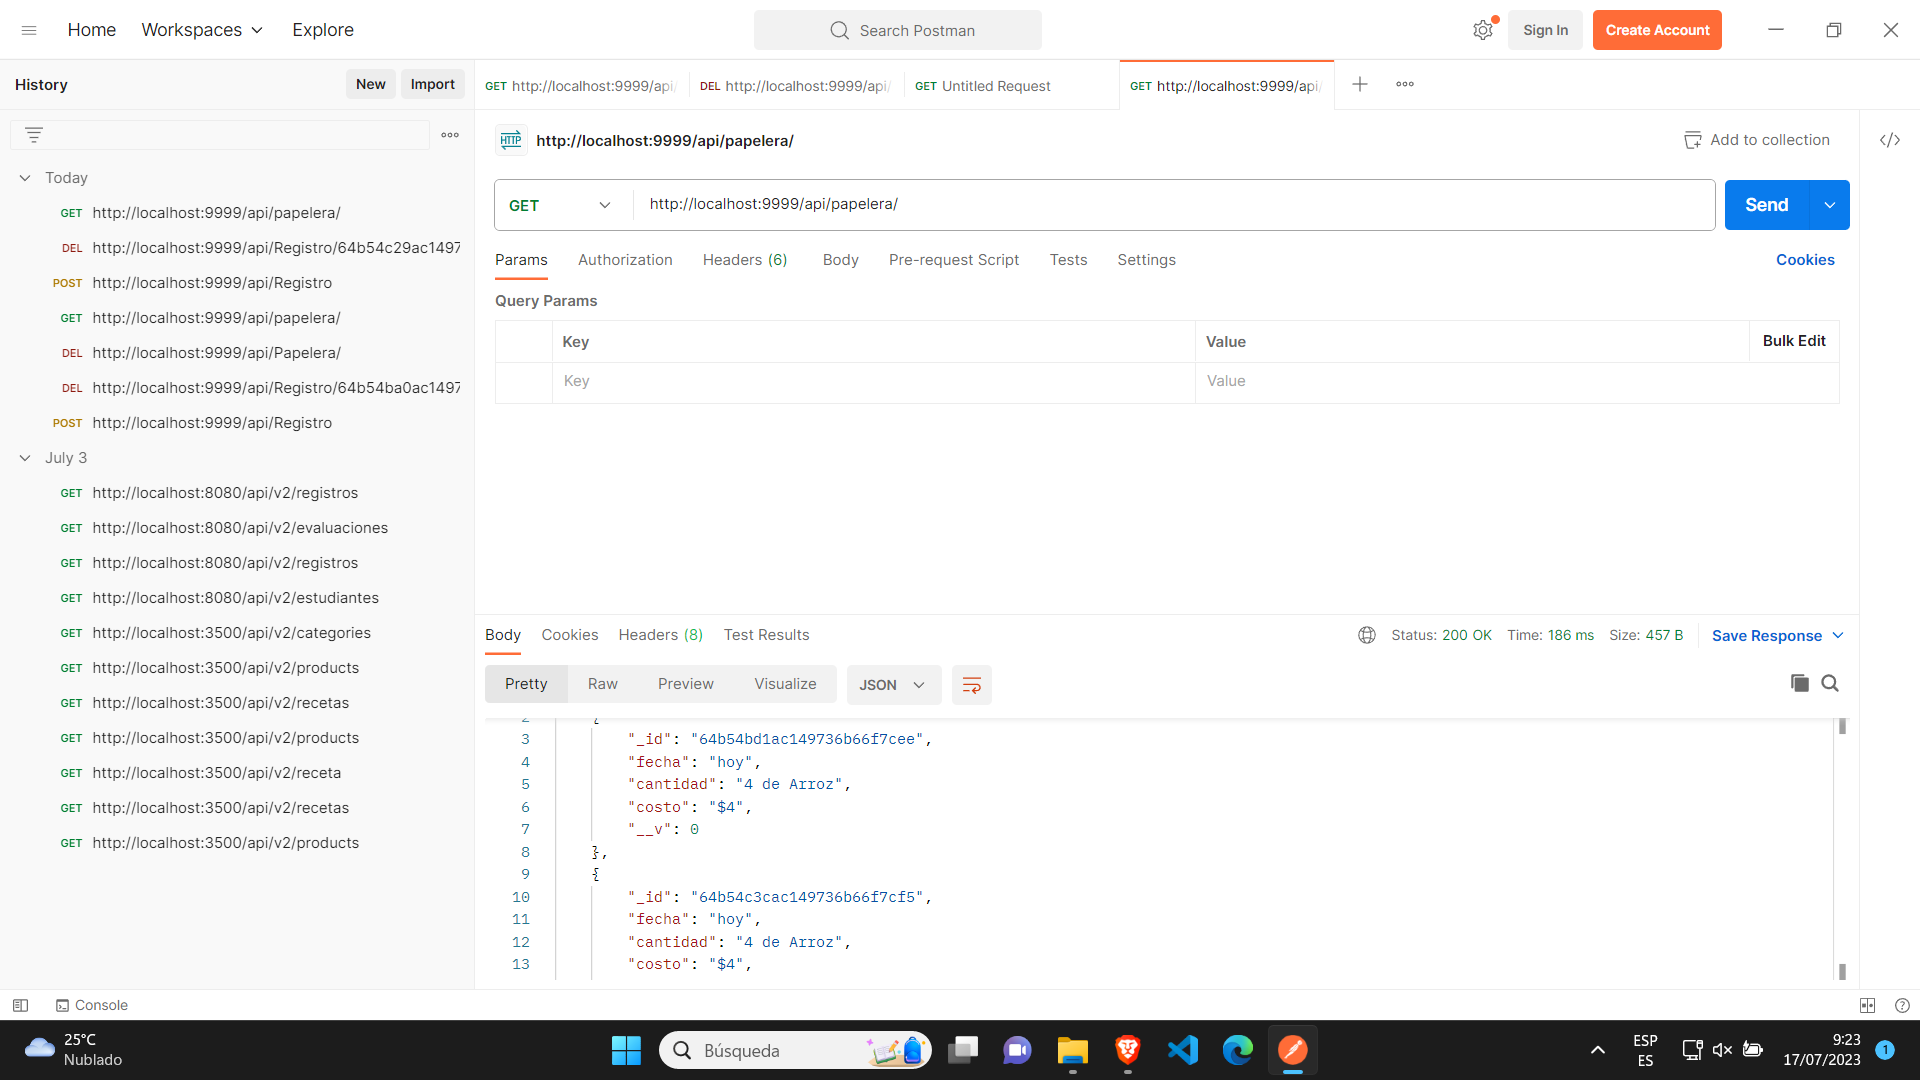 Home
Workspaces
Explore
Search Postman
Sign In
Create Account
History
New
Import
GET http://localhost:9999/api/
DEL http://localhost:9999/api/
GET Untitled Request
GET http://localhost:9999/api/
HTTP
http://localhost:9999/api/papelera/
Add to collection
GET
http://localhost:9999/api/papelera/
Send
Params
Authorization
Headers (6)
Body
Pre-request Script
Tests
Settings
Cookies
Query Params
Key
Value
Bulk Edit
Key
Value
Today
GET http://localhost:9999/api/papelera/
DEL http://localhost:9999/api/Registro/64b54c29ac1497
POST http://localhost:9999/api/Registro
GET http://localhost:9999/api/papelera/
DEL http://localhost:9999/api/Papelera/
DEL http://localhost:9999/api/Registro/64b54ba0ac1497
POST http://localhost:9999/api/Registro
July 3
GET http://localhost:8080/api/v2/registros
GET http://localhost:8080/api/v2/evaluaciones
GET http://localhost:8080/api/v2/registros
GET http://localhost:8080/api/v2/estudiantes
GET http://localhost:3500/api/v2/categories
GET http://localhost:3500/api/v2/products
GET http://localhost:3500/api/v2/recetas
GET http://localhost:3500/api/v2/products
GET http://localhost:3500/api/v2/receta
GET http://localhost:3500/api/v2/recetas
GET http://localhost:3500/api/v2/products
Body
Cookies
Headers (8)
Test Results
Status: 200 OK
Time: 186 ms
Size: 457 B
Save Response
Pretty
Raw
Preview
Visualize
JSON
2 {
3 "_id": "64b54bd1ac149736b66f7cee",
4 "fecha": "hoy",
5 "cantidad": "4 de Arroz",
6 "costo": "$4",
7 "__v": 0
8 },
9 {
10 "_id": "64b54c3cac149736b66f7cf5",
11 "fecha": "hoy",
12 "cantidad": "4 de Arroz",
13 "costo": "$4",
Console
25°C
Nublado
Búsqueda
ESP
ES
9:23
17/07/2023
1